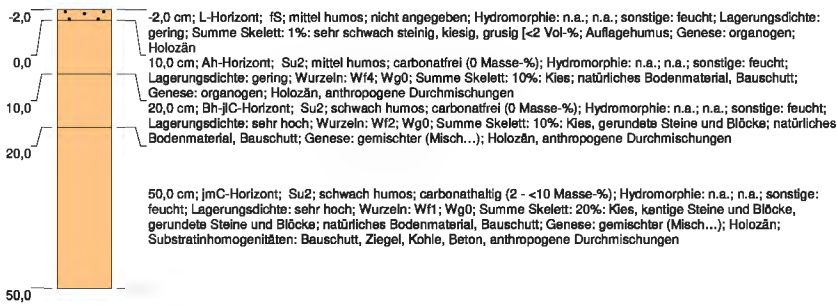 -2,0
-2,0 cm; L-Horizont; fS; mittel humos; nicht angegeben; Hydromorphie: n.a.; n.a.; sonstige: feucht; Lagerungsdichte:
gering; Summe Skelett: 1%: sehr schwach steinig, kiesig, grusig [<2 Vol-%; Auflagehumus; Genese: organogen;
Holozän
0,0
10,0 cm; Ah-Horizont; Su2; mittel humos; carbonatfrei (0 Masse-%); Hydromorphie: n.a.; n.a.; sonstige: feucht;
Lagerungsdichte: gering; Wurzeln: Wf4; Wg0; Summe Skelett: 10%: Kies; natürliches Bodenmaterial, Bauschutt;
Genese: organogen; Holozän, anthropogene Durchmischungen
10,0
20,0 cm; Bh-jlC-Horizont; Su2; schwach humos; carbonatfrei (0 Masse-%); Hydromorphie: n.a.; n.a.; sonstige: feucht;
Lagerungsdichte: sehr hoch; Wurzeln: Wf2; Wg0; Summe Skelett: 10%: Kies, gerundete Steine und Blöcke; natürliches
Bodenmaterial, Bauschutt; Genese: gemischter (Misch...); Holozän, anthropogene Durchmischungen
20,0
50,0 cm; jmC-Horizont; Su2; schwach humos; carbonathaltig (2 - <10 Masse-%); Hydromorphie: n.a.; n.a.; sonstige:
feucht; Lagerungsdichte: sehr hoch; Wurzeln: Wf1; Wg0; Summe Skelett: 20%: Kies, kantige Steine und Blöcke,
gerundete Steine und Blöcke; natürliches Bodenmaterial, Bauschutt; Genese: gemischter (Misch...); Holozän;
Substratinhomogenitäten: Bauschutt, Ziegel, Kohle, Beton, anthropogene Durchmischungen
50,0